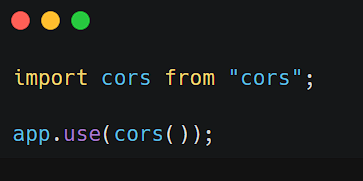 import cors from "cors";
app.use(cors());